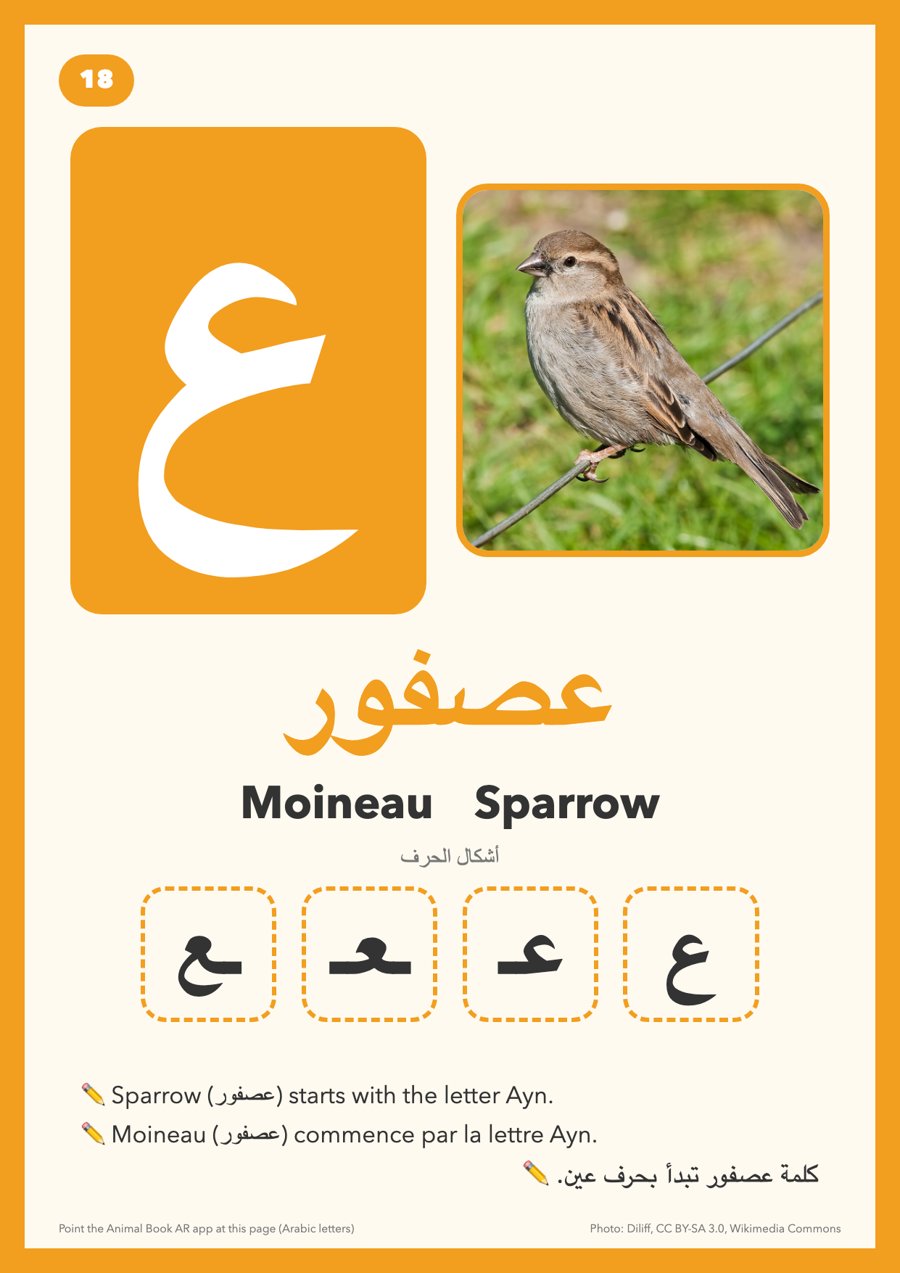 18
ع
عصفور
Moineau Sparrow
أشكال الحرف
ع عـ ـعـ ـع
✏️ Sparrow (عصفور) starts with the letter Ayn.
✏️ Moineau (عصفور) commence par la lettre Ayn.
كلمة عصفور تبدأ بحرف عين. ✏️
Point the Animal Book AR app at this page (Arabic letters)
Photo: Diliff, CC BY-SA 3.0, Wikimedia Commons